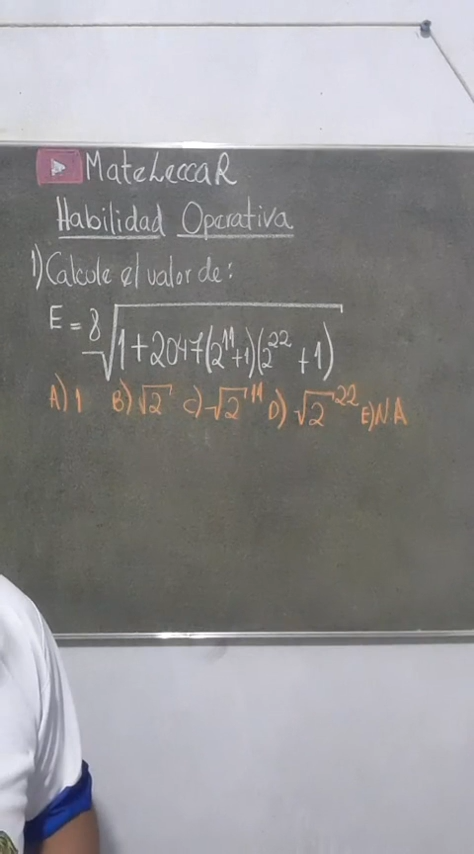 MateLeccaR
Habilidad Operativa
1) Calcule el valor de:
E = ⁸√(1+2047(2¹¹+1)(2²²+1))
A) 1 B) √2 C) √2¹¹ D) √2²² E) NA